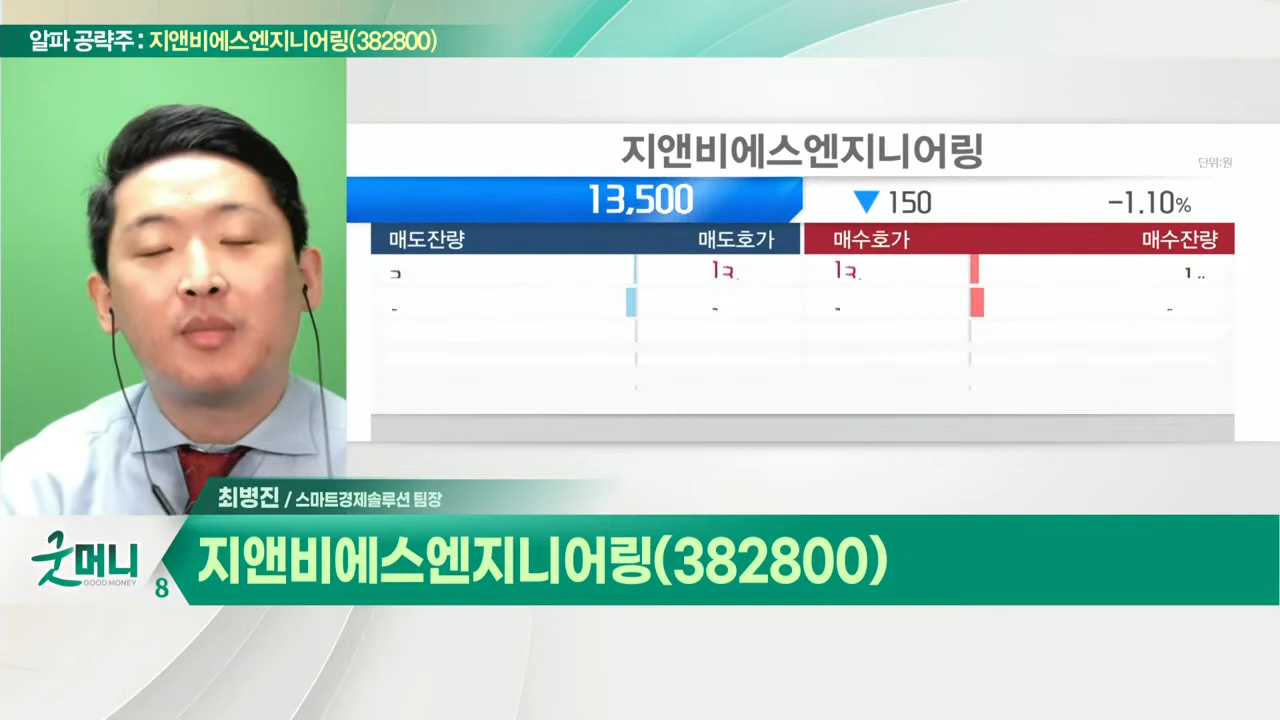 알파 공략주 : 지앤비에스엔지니어링(382800)
지앤비에스엔지니어링
단위:원
13,500 ▼ 150 -1.10%
매도잔량 매도호가 매수호가 매수잔량
최병진 / 스마트경제솔루션 팀장
굿머니
GOOD MONEY
8
지앤비에스엔지니어링(382800)